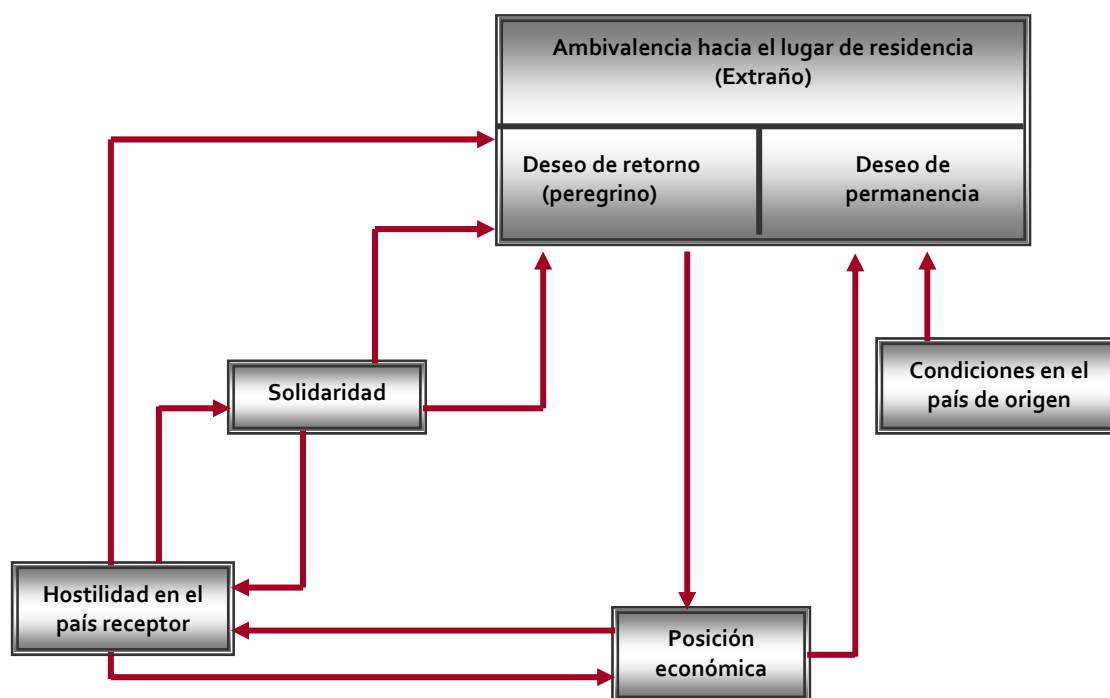 Ambivalencia hacia el lugar de residencia
(Extraño)
Deseo de retorno
(peregrino)
Deseo de
permanencia
Solidaridad
Condiciones en el
país de origen
Hostilidad en el
país receptor
Posición
económica